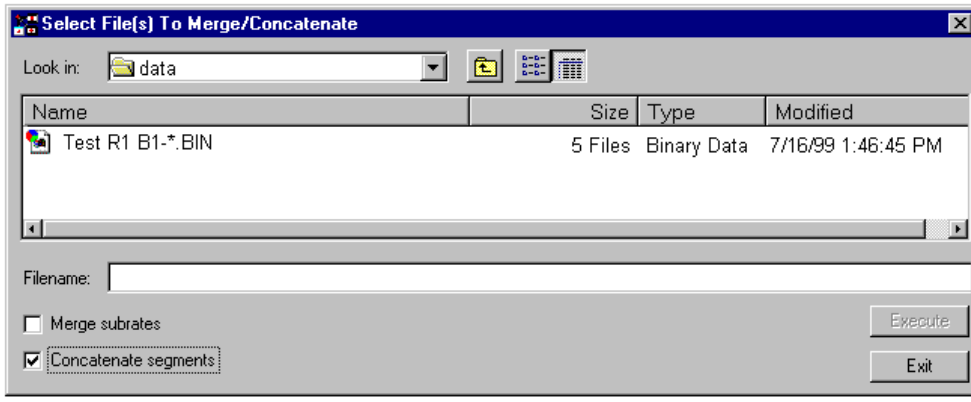 Select File(s) To Merge/Concatenate
Look in: data
Name Size Type Modified
Test R1 B1-*.BIN 5 Files Binary Data 7/16/99 1:46:45 PM
Filename:
Merge subrates Execute
Concatenate segments Exit